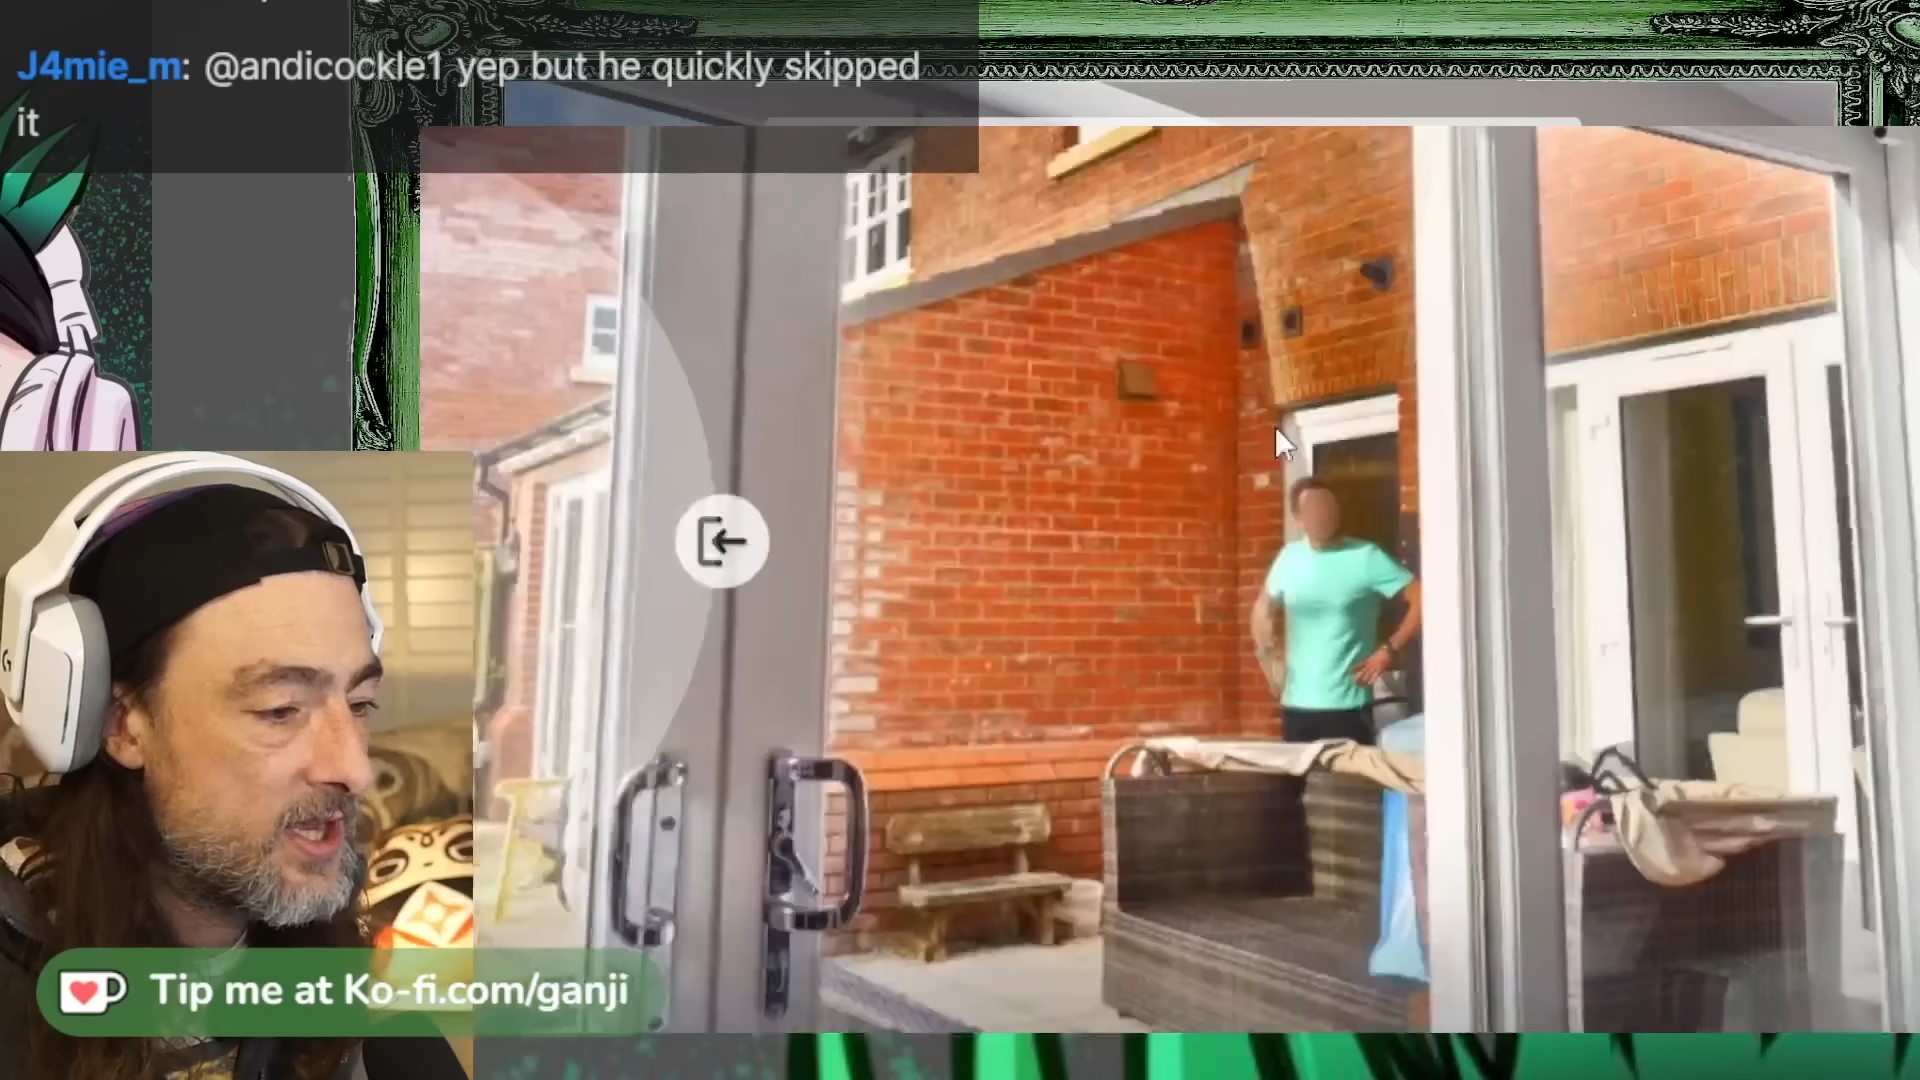 J4mie_m: @andicockle1 yep but he quickly skipped
it
Tip me at Ko-fi.com/ganji